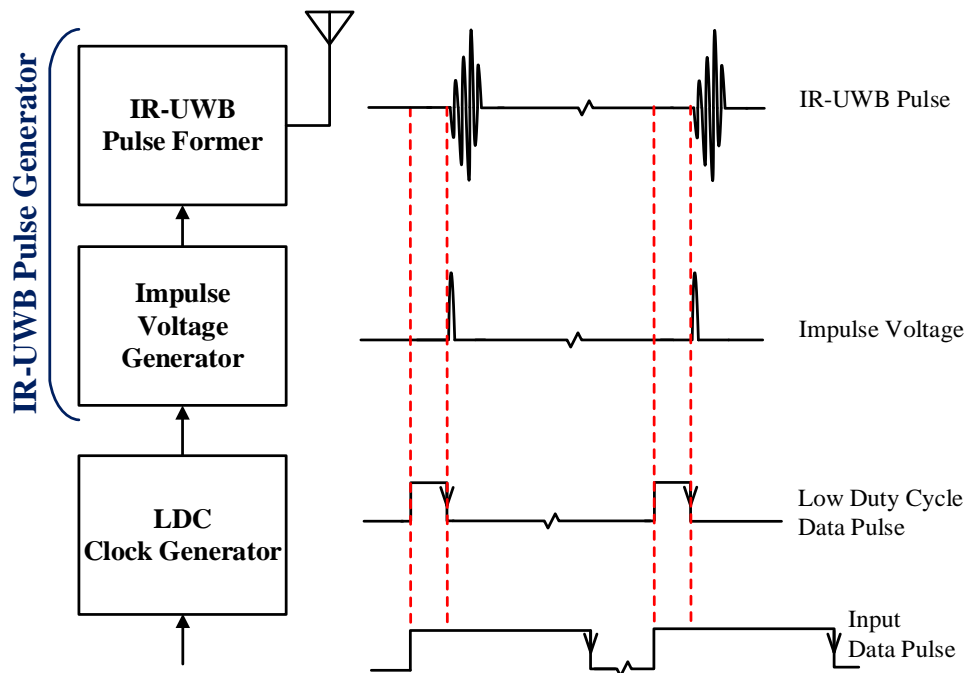 IR-UWB Pulse Generator
IR-UWB
Pulse Former
Impulse
Voltage
Generator
LDC
Clock Generator
IR-UWB Pulse
Impulse Voltage
Low Duty Cycle
Data Pulse
Input
Data Pulse